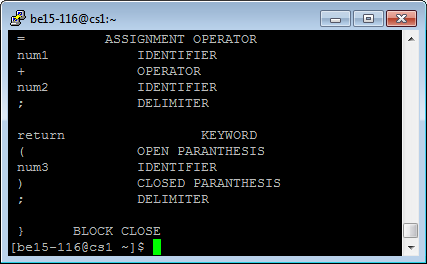 be15-116@cs1:~
= ASSIGNMENT OPERATOR
num1 IDENTIFIER
+ OPERATOR
num2 IDENTIFIER
; DELIMITER
return KEYWORD
( OPEN PARANTHESIS
num3 IDENTIFIER
) CLOSED PARANTHESIS
; DELIMITER
} BLOCK CLOSE
[be15-116@cs1 ~]$